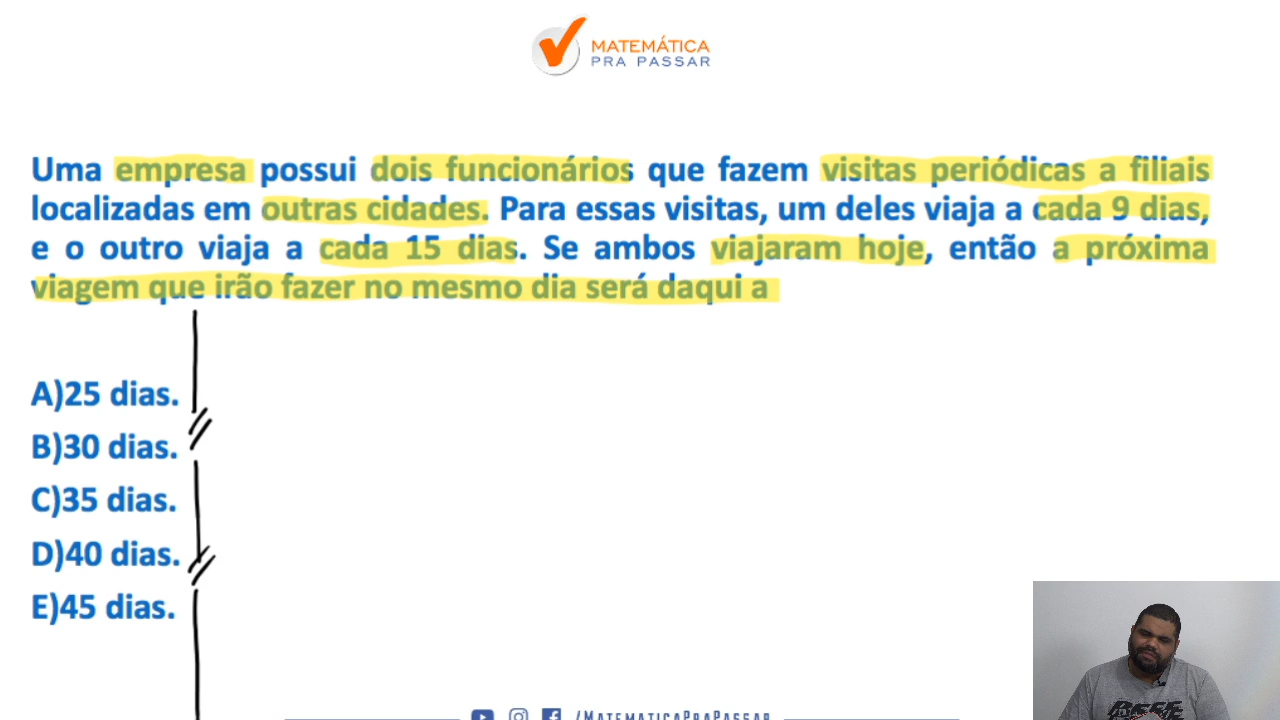 MATEMÁTICA
PRA PASSAR
Uma empresa possui dois funcionários que fazem visitas periódicas a filiais
localizadas em outras cidades. Para essas visitas, um deles viaja a cada 9 dias,
e o outro viaja a cada 15 dias. Se ambos viajaram hoje, então a próxima
viagem que irão fazer no mesmo dia será daqui a
A)25 dias.
B)30 dias.
C)35 dias.
D)40 dias.
E)45 dias.
/MATEMATICAPRAPASSAR